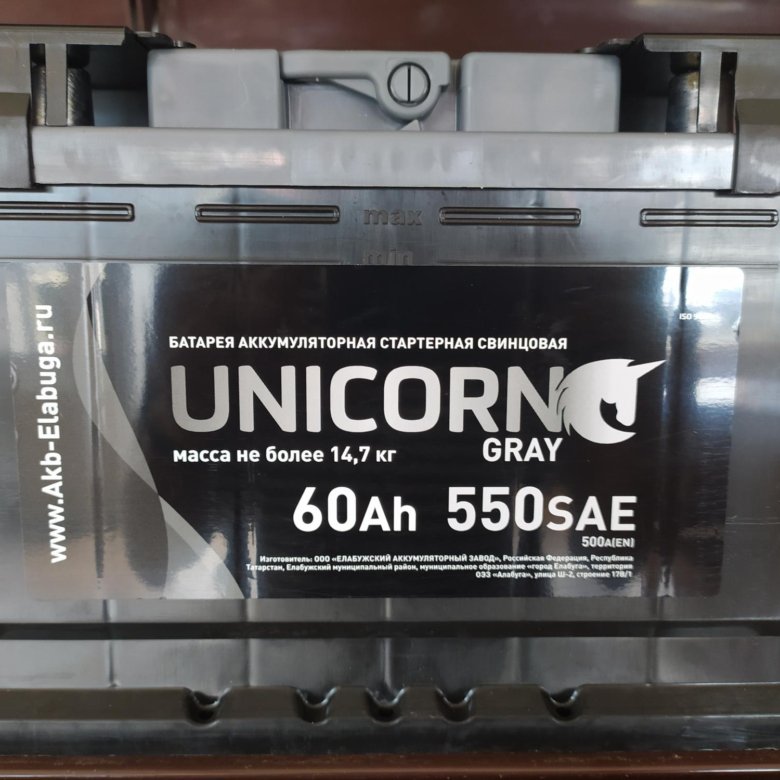 max
min
www.Akb-Elabuga.ru
ISO
БАТАРЕЯ АККУМУЛЯТОРНАЯ СТАРТЕРНАЯ СВИНЦОВАЯ
UNICORN
GRAY
масса не более 14,7 кг
60Ah 550SAE
500A(EN)
Изготовитель: ООО «ЕЛАБУЖСКИЙ АККУМУЛЯТОРНЫЙ ЗАВОД», Российская Федерация, Республика
Татарстан, Елабужский муниципальный район, муниципальное образование «город Елабуга», территория
ОЭЗ «Алабуга», улица Ш-2, строение 17В/1